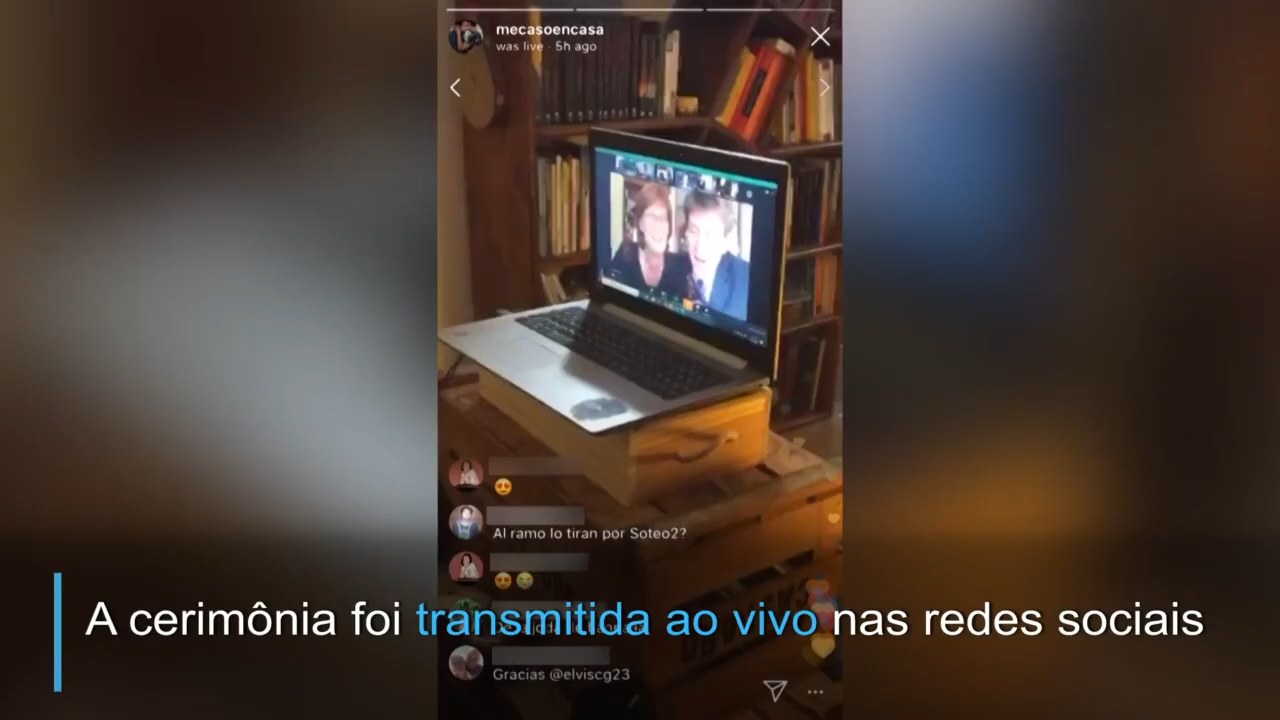 mecasoencasa
was live · 5h ago
Al ramo lo tiran por Soteo2?
A cerimônia foi transmitida ao vivo nas redes sociais
Gracias @elviscg23